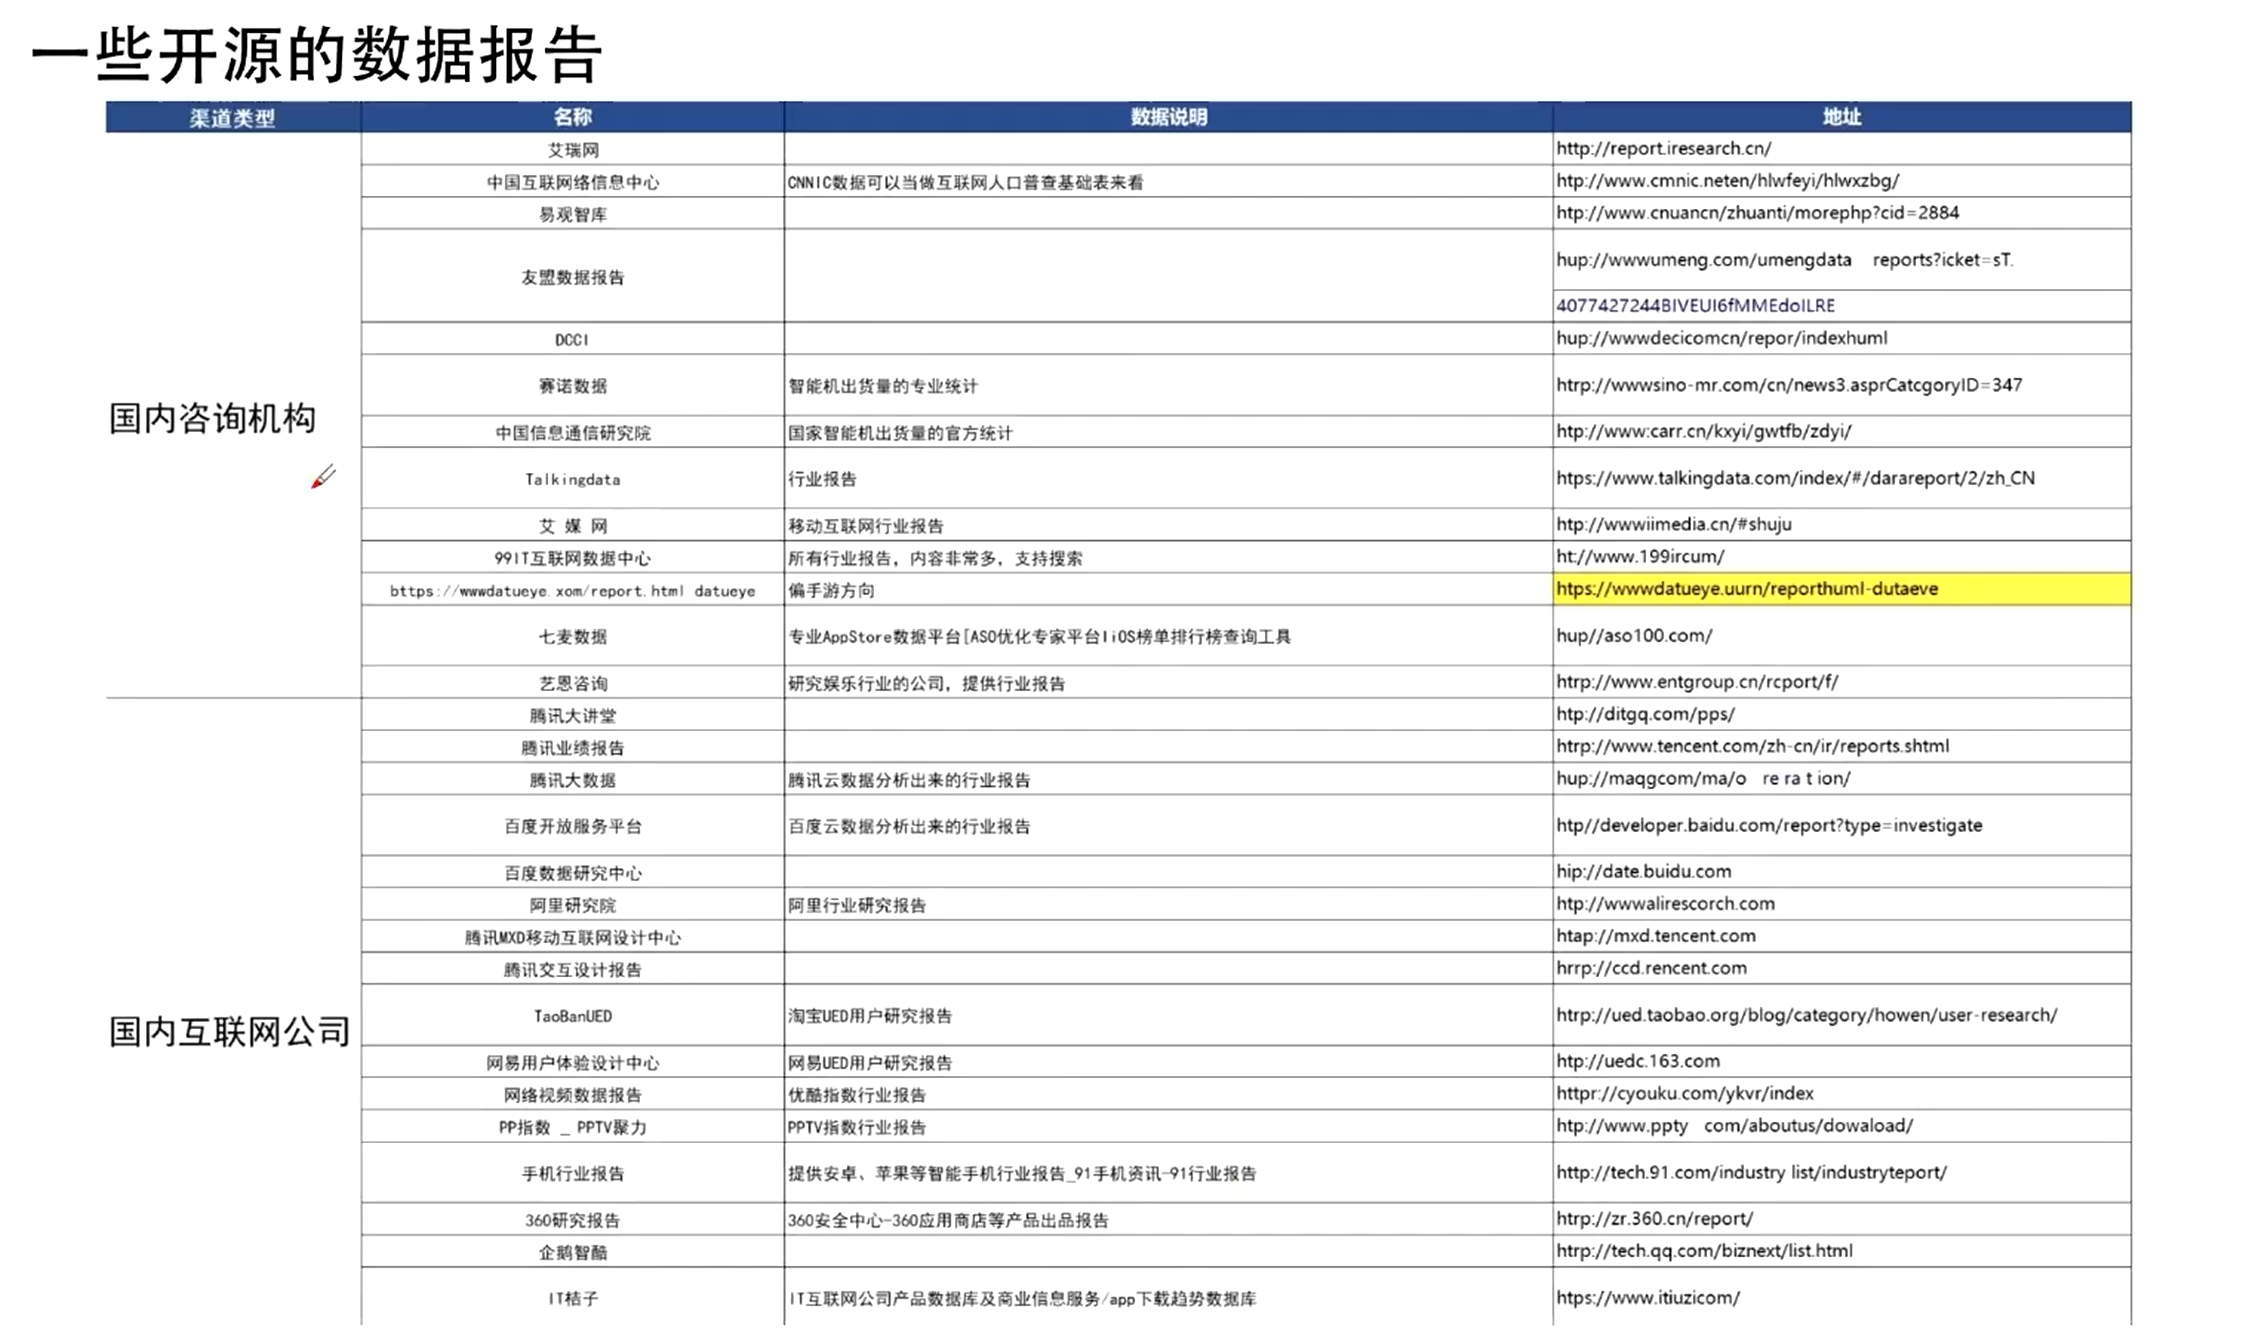 一些开源的数据报告
渠道类型 名称 数据说明 地址
国内咨询机构
艾瑞网 http://report.iresearch.cn/
中国互联网络信息中心 CNNIC数据可以当做互联网人口普查基础表来看 htp://www.cmnic.neten/hlwfeyi/hlwxzbg/
易观智库 htp://www.cnuancn/zhuanti/morephp?cid=2884
友盟数据报告 hup://wwwumeng.com/umengdata reports?icket=sT.
4077427244BIVEUI6fMMEdoILRE
DCCI hup://wwwdecicomcn/repor/indexhuml
赛诺数据 智能机出货量的专业统计 htrp://wwwsino-mr.com/cn/news3.asprCatcgoryID=347
中国信息通信研究院 国家智能机出货量的官方统计 htp://www:carr.cn/kxyi/gwtfb/zdyi/
Talkingdata 行业报告 htps://www.talkingdata.com/index/#/darareport/2/zh_CN
艾 媒 网 移动互联网行业报告 htp://wwwiimedia.cn/#shuju
99IT互联网数据中心 所有行业报告，内容非常多，支持搜索 ht://www.199ircum/
bttps://wwwdatueye.xom/report.html datueye 偏手游方向 htps://wwwdatueye.uurn/reporthuml-dutaeve
七麦数据 专业AppStore数据平台[ASO优化专家平台IiOS榜单排行榜查询工具 hup//aso100.com/
艺恩咨询 研究娱乐行业的公司，提供行业报告 htrp://www.entgroup.cn/rcport/f/
国内互联网公司
腾讯大讲堂 htp://ditgq.com/pps/
腾讯业绩报告 htrp://www.tencent.com/zh-cn/ir/reports.shtml
腾讯大数据 腾讯云数据分析出来的行业报告 hup://maqgcom/ma/o re ra t ion/
百度开放服务平台 百度云数据分析出来的行业报告 htp//developer.baidu.com/report?type=investigate
百度数据研究中心 hip://date.buidu.com
阿里研究院 阿里行业研究报告 htp://wwwalirescorch.com
腾讯MXD移动互联网设计中心 htap://mxd.tencent.com
腾讯交互设计报告 hrrp://ccd.rencent.com
TaoBanUED 淘宝UED用户研究报告 htrp://ued.taobao.org/blog/category/howen/user-research/
网易用户体验设计中心 网易UED用户研究报告 htp://uedc.163.com
网络视频数据报告 优酷指数行业报告 httpr://cyouku.com/ykvr/index
PP指数 _ PPTV聚力 PPTV指数行业报告 htp://www.ppty com/aboutus/dowaload/
手机行业报告 提供安卓、苹果等智能手机行业报告_91手机资讯-91行业报告 http://tech.91.com/industry list/industryteport/
360研究报告 360安全中心-360应用商店等产品出品报告 htrp://zr.360.cn/report/
企鹅智酷 htrp://tech.qq.com/biznext/list.html
IT桔子 IT互联网公司产品数据库及商业信息服务/app下载趋势数据库 htps://www.itiuzicom/